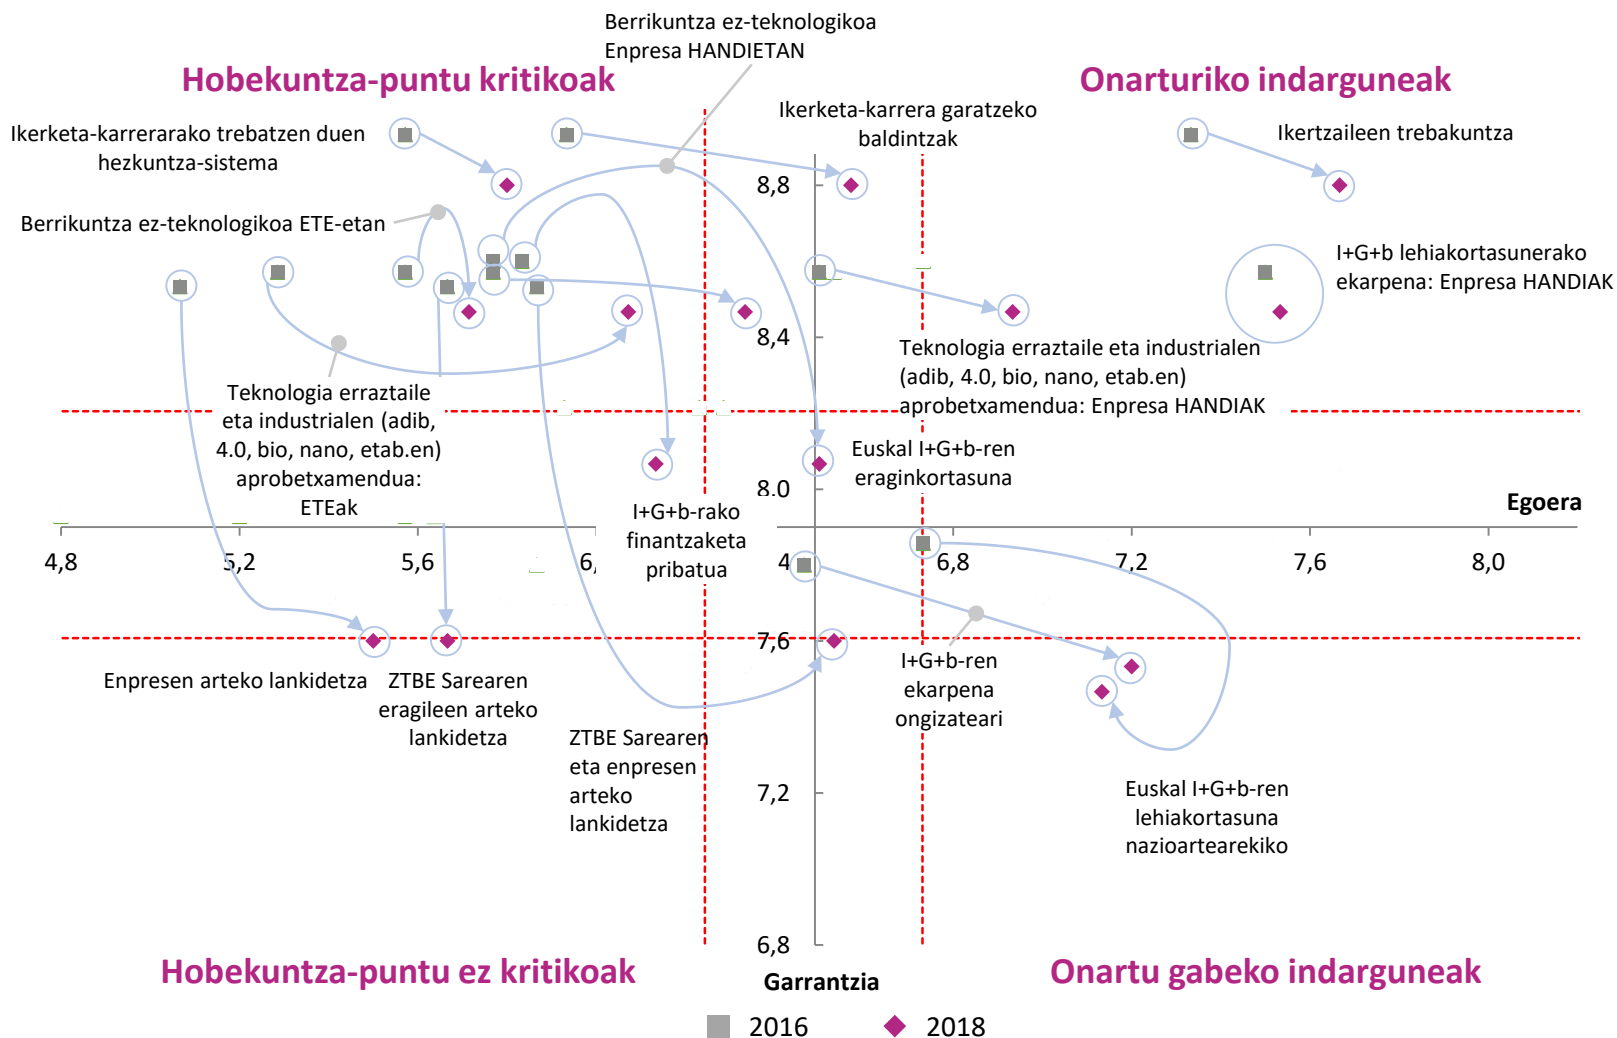 Berrikuntza ez-teknologikoa
Enpresa HANDIETAN
Hobekuntza-puntu kritikoak
Onarturiko indarguneak
Ikerketa-karrerarako trebatzen duen
hezkuntza-sistema
Ikerketa-karrera garatzeko
baldintzak
Ikertzaileen trebakuntza
8,8
Berrikuntza ez-teknologikoa ETE-etan
I+G+b lehiakortasunerako
ekarpena: Enpresa HANDIAK
8,4
Teknologia erraztaile eta industrialen
(adib, 4.0, bio, nano, etab.en)
aprobetxamendua: Enpresa HANDIAK
Teknologia erraztaile
eta industrialen (adib,
4.0, bio, nano, etab.en)
aprobetxamendua:
ETEak
Euskal I+G+b-ren
eraginkortasuna
8,0
Egoera
I+G+b-rako
finantzaketa
pribatua
4,8
5,2
5,6
6,
4
6,8
7,2
7,6
8,0
7,6
Enpresen arteko lankidetza
ZTBE Sarearen
eragileen arteko
lankidetza
I+G+b-ren
ekarpena
ongizateari
ZTBE Sarearen
eta enpresen
arteko
lankidetza
7,2
Euskal I+G+b-ren
lehiakortasuna
nazioartearekiko
6,8
Hobekuntza-puntu ez kritikoak
Garrantzia
Onartu gabeko indarguneak
2016
2018